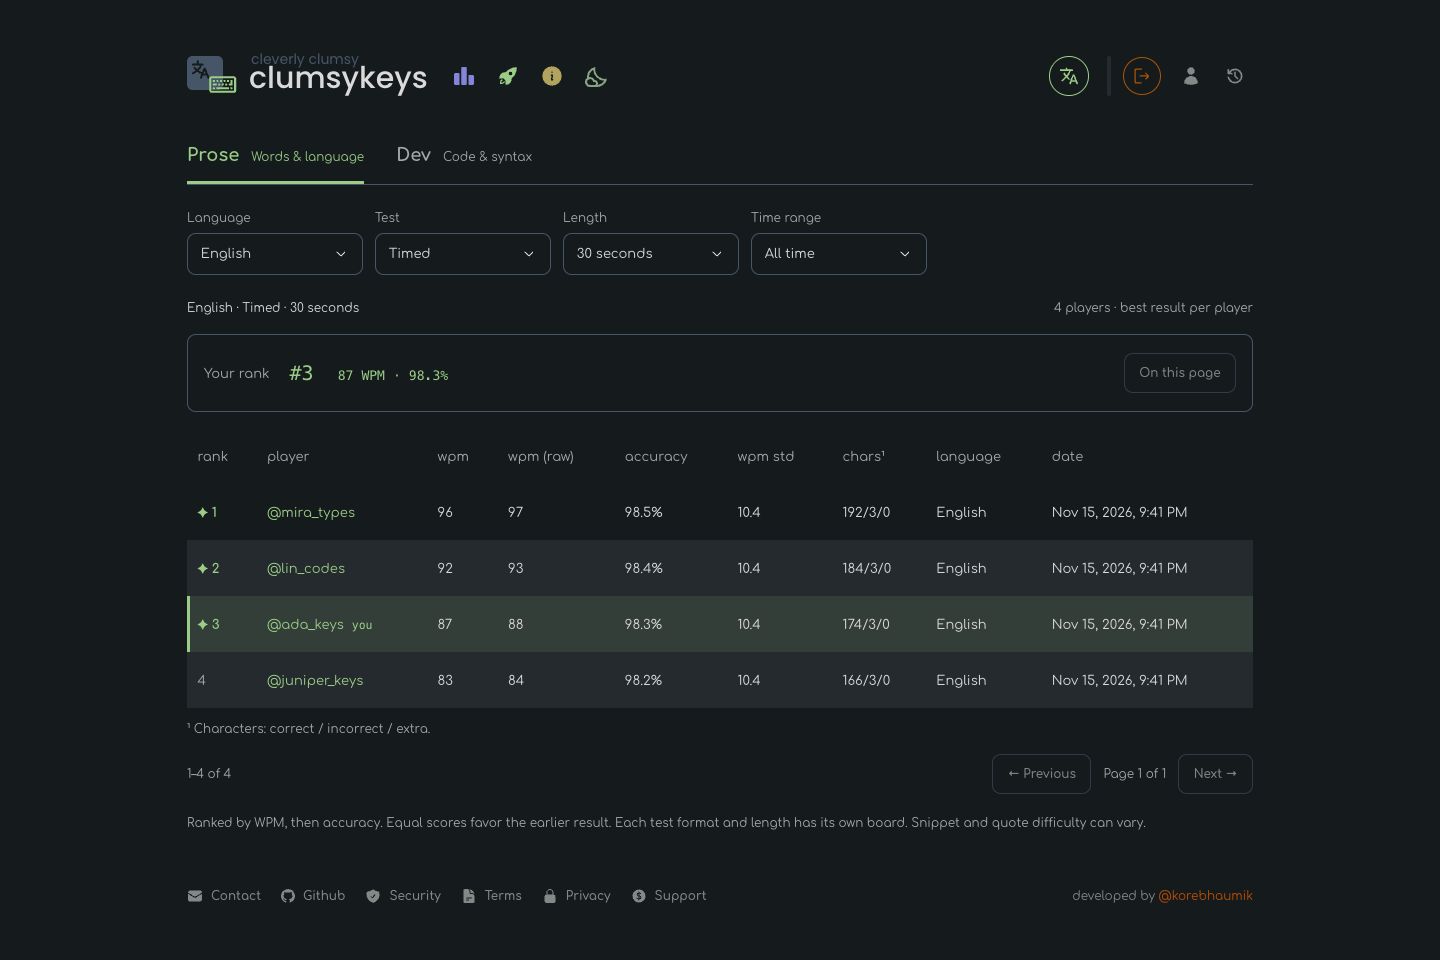 cleverly clumsy
clumsykeys
Prose Words & language Dev Code & syntax
Language Test Length Time range
English Timed 30 seconds All time
English · Timed · 30 seconds 4 players · best result per player
Your rank #3 87 WPM · 98.3% On this page
rank player wpm wpm (raw) accuracy wpm std chars¹ language date
✦ 1 @mira_types 96 97 98.5% 10.4 192/3/0 English Nov 15, 2026, 9:41 PM
✦ 2 @lin_codes 92 93 98.4% 10.4 184/3/0 English Nov 15, 2026, 9:41 PM
✦ 3 @ada_keys you 87 88 98.3% 10.4 174/3/0 English Nov 15, 2026, 9:41 PM
4 @juniper_keys 83 84 98.2% 10.4 166/3/0 English Nov 15, 2026, 9:41 PM
¹ Characters: correct / incorrect / extra.
1–4 of 4 ← Previous Page 1 of 1 Next →
Ranked by WPM, then accuracy. Equal scores favor the earlier result. Each test format and length has its own board. Snippet and quote difficulty can vary.
Contact Github Security Terms Privacy Support developed by @korebhaumik